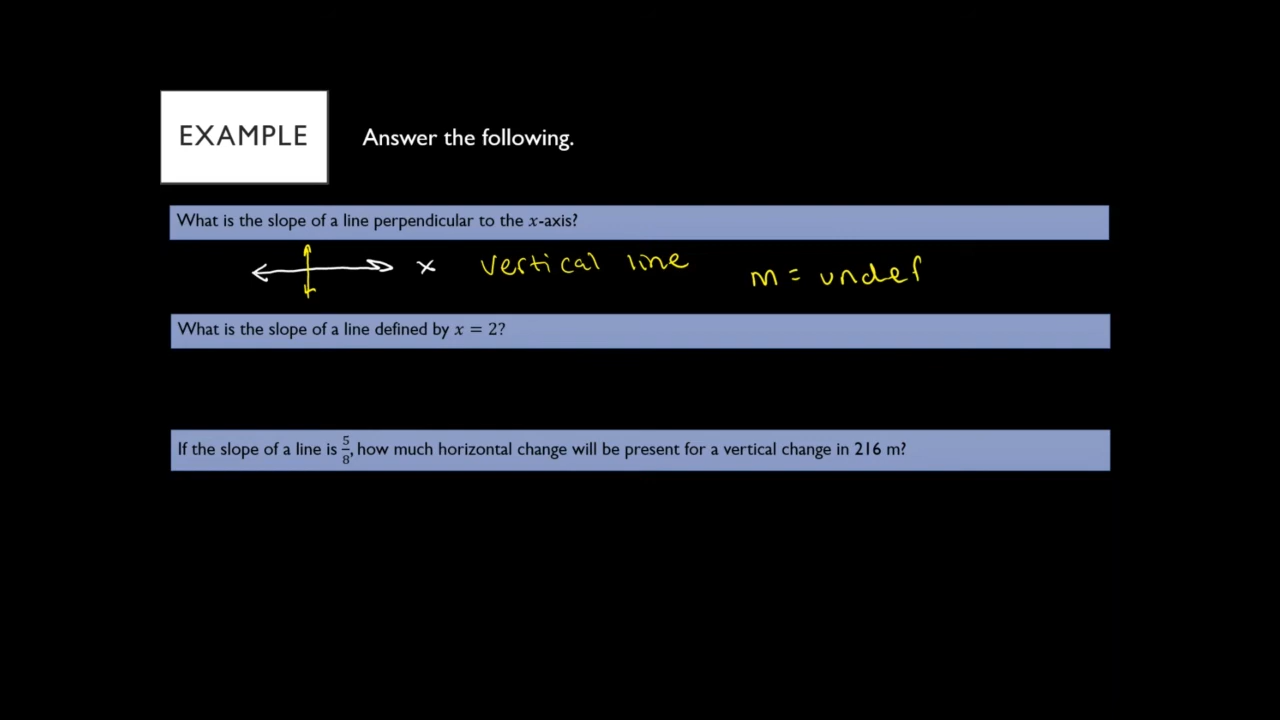 EXAMPLE
Answer the following.
What is the slope of a line perpendicular to the x-axis?
x vertical line m = undef
What is the slope of a line defined by x = 2?
If the slope of a line is 5/8, how much horizontal change will be present for a vertical change in 216 m?